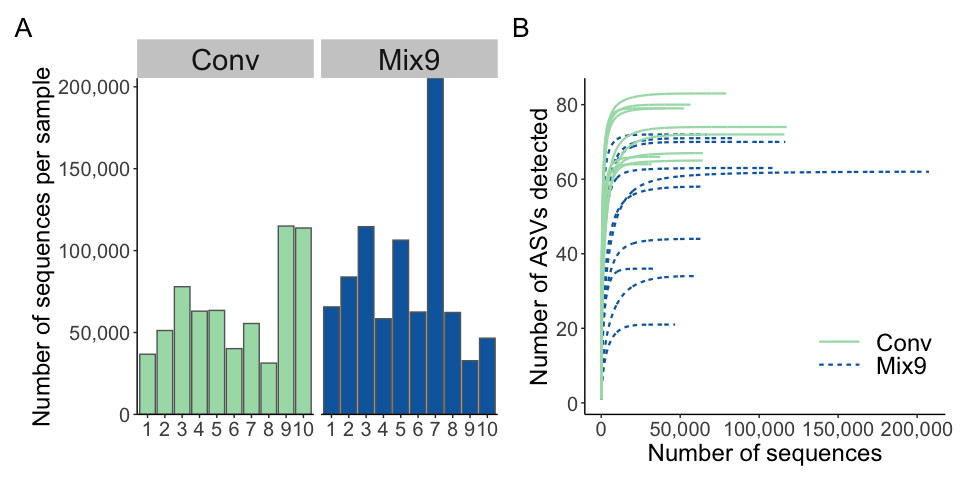 A
Conv
Mix9
Number of sequences per sample
200,000
150,000
100,000
50,000
0
1 2 3 4 5 6 7 8 9 10
1 2 3 4 5 6 7 8 9 10
B
Number of ASVs detected
80
60
40
20
0
Conv
Mix9
0 50,000 100,000 150,000 200,000
Number of sequences